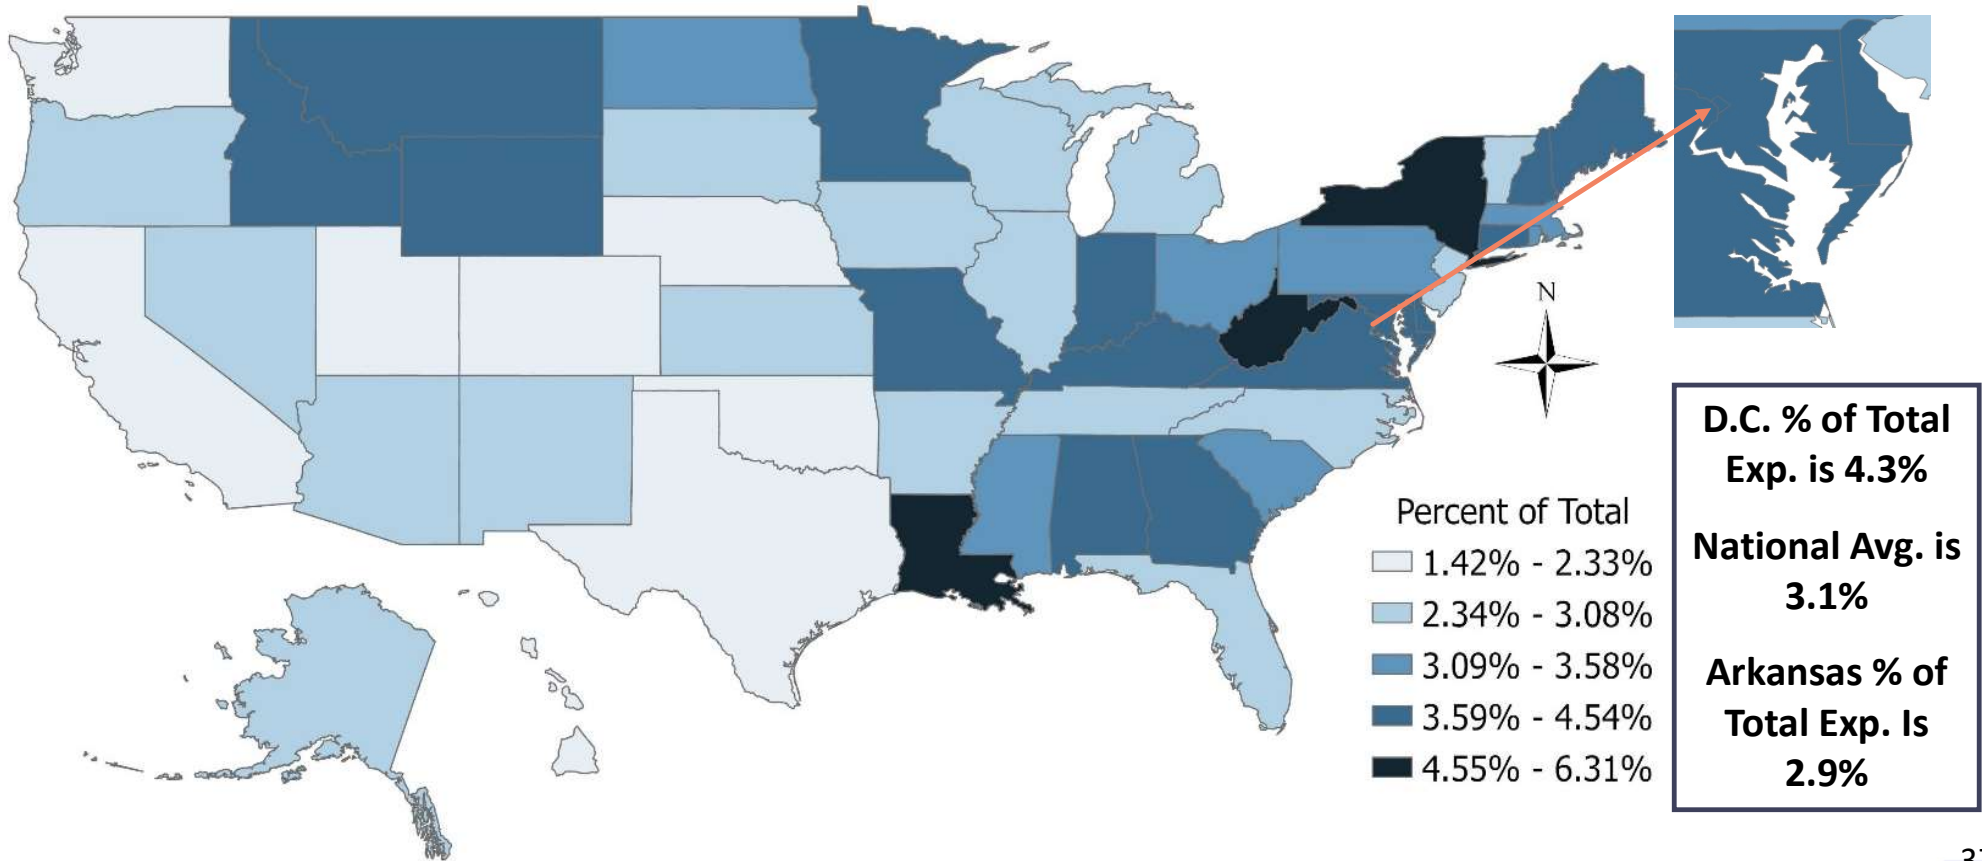 N
Percent of Total
1.42% - 2.33%
2.34% - 3.08%
3.09% - 3.58%
3.59% - 4.54%
4.55% - 6.31%
D.C. % of Total
Exp. is 4.3%
National Avg. is
3.1%
Arkansas % of
Total Exp. Is
2.9%